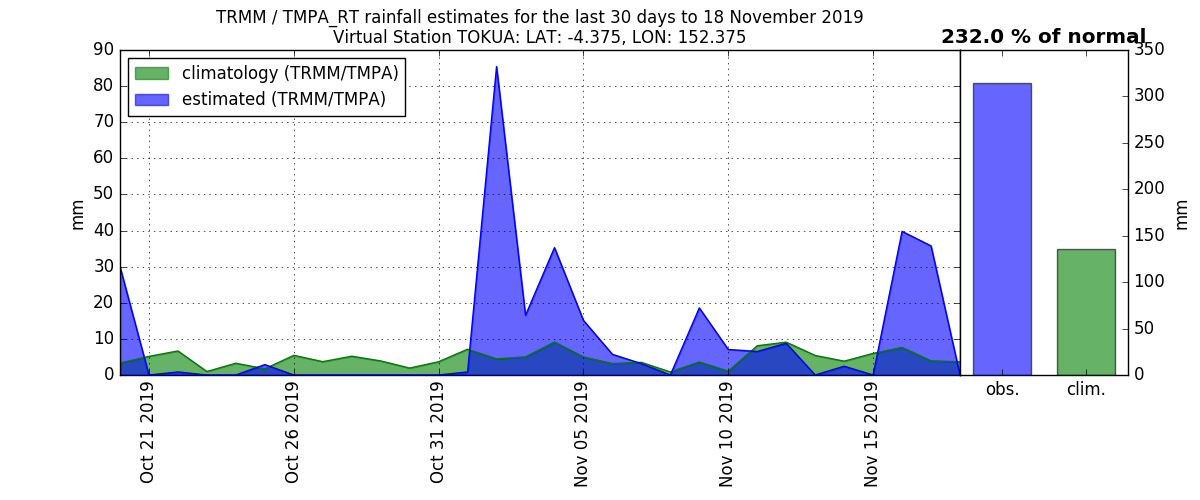 TRMM / TMPA_RT rainfall estimates for the last 30 days to 18 November 2019
Virtual Station TOKUA: LAT: -4.375, LON: 152.375
232.0 % of normal
climatology (TRMM/TMPA)
estimated (TRMM/TMPA)
90
80
70
60
50
40
30
20
10
0
mm
Oct 21 2019
Oct 26 2019
Oct 31 2019
Nov 05 2019
Nov 10 2019
Nov 15 2019
350
300
250
200
150
100
50
0
mm
obs. clim.